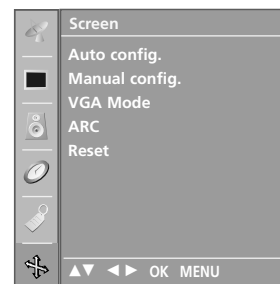 Screen
Auto config.
Manual config.
VGA Mode
ARC
Reset
▲▼ ◄► OK MENU